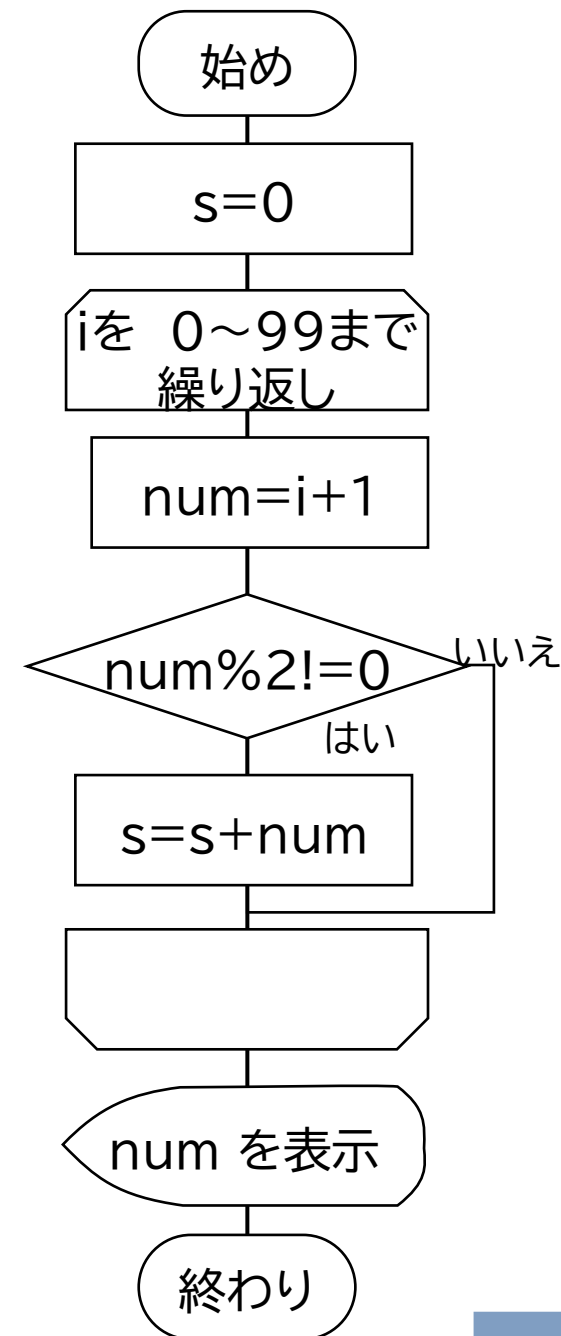 始め
s=0
iを　0～99まで
繰り返し
num=i+1
num%2!=0
いいえ
はい
s=s+num
num を表示
終わり